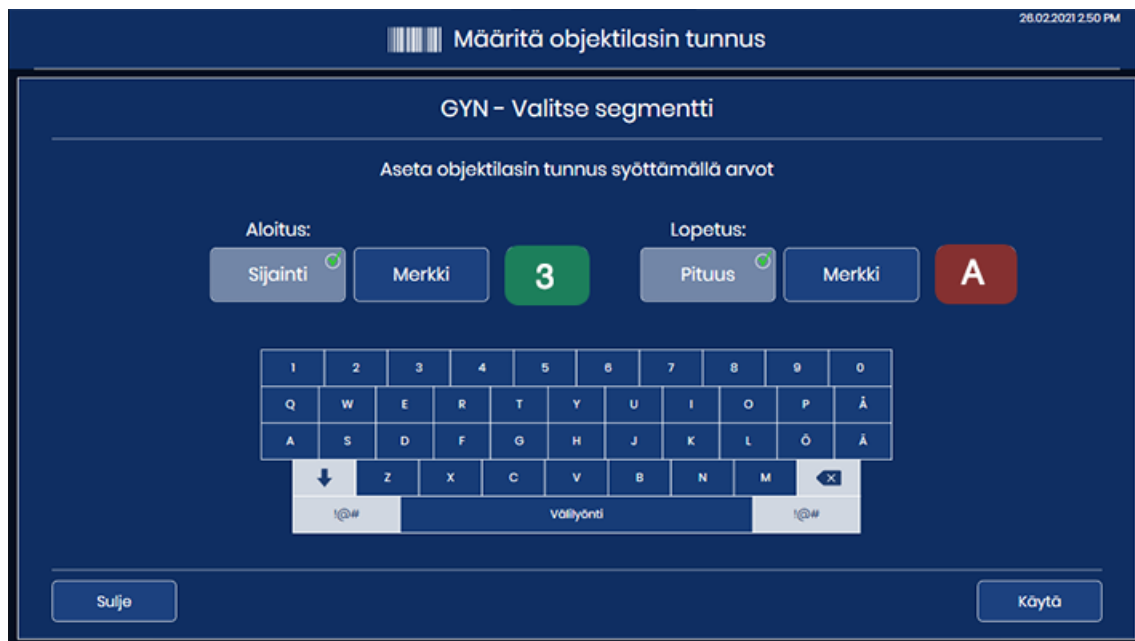 26.02.2021 2.50 PM
Määritä objektilasin tunnus
GYN - Valitse segmentti
Aseta objektilasin tunnus syöttämällä arvot
Aloitus: Lopetus:
Sijainti Merkki 3 Pituus Merkki A
1 2 3 4 5 6 7 8 9 0
Q W E R T Y U I O P Å
A S D F G H J K L Ö Ä
Z X C V B N M
!@# Välilyönti !@#
Sulje Käytä